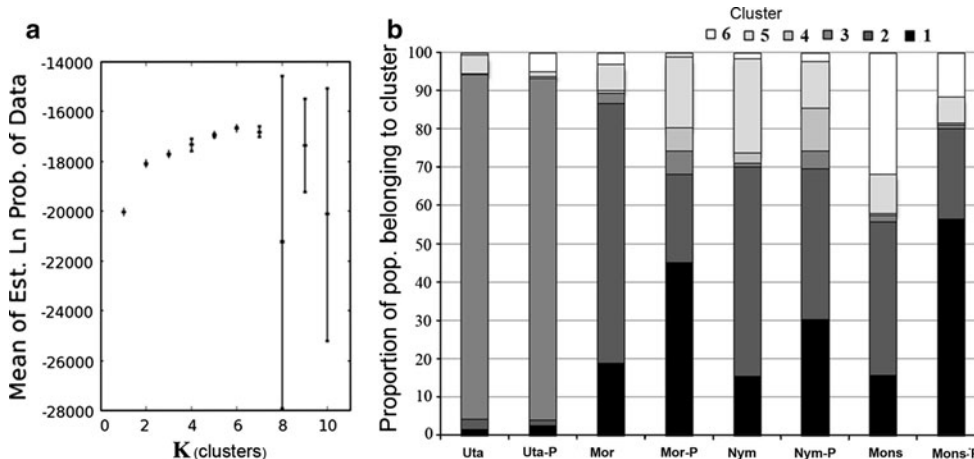 a
Mean of Est. Ln Prob. of Data
-14000
-16000
-18000
-20000
-22000
-24000
-26000
-28000
0 2 4 6 8 10
K (clusters)
b
Cluster
6 5 4 3 2 1
Proportion of pop. belonging to cluster
100
90
80
70
60
50
40
30
20
10
0
Uta Uta-P Mor Mor-P Nym Nym-P Mons Mons-T